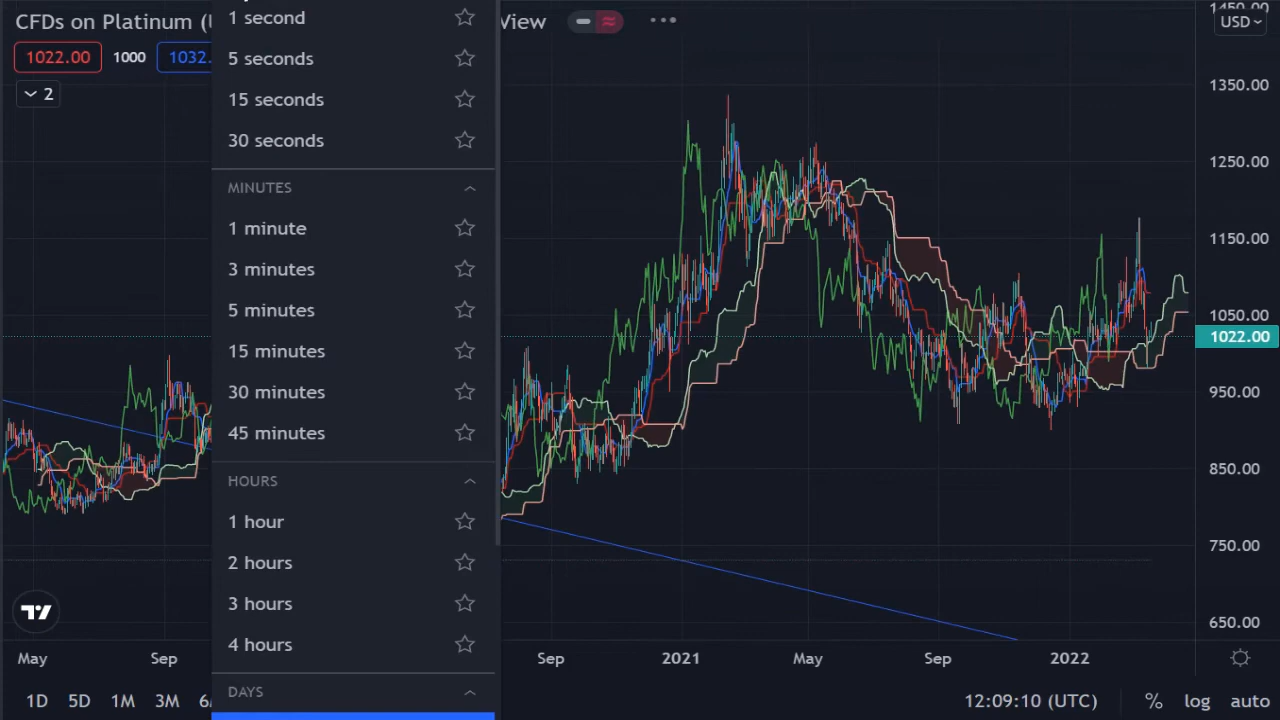 CFDs on Platinum (
1 second
View
1450.00
USD
1022.00
1000
1032.
5 seconds
1350.00
2
15 seconds
30 seconds
1250.00
MINUTES
1 minute
1150.00
3 minutes
5 minutes
1050.00
1022.00
15 minutes
30 minutes
950.00
45 minutes
850.00
HOURS
1 hour
750.00
2 hours
3 hours
650.00
4 hours
May
Sep
Sep
2021
May
Sep
2022
DAYS
1D 5D 1M 3M 6
12:09:10 (UTC)
% log auto